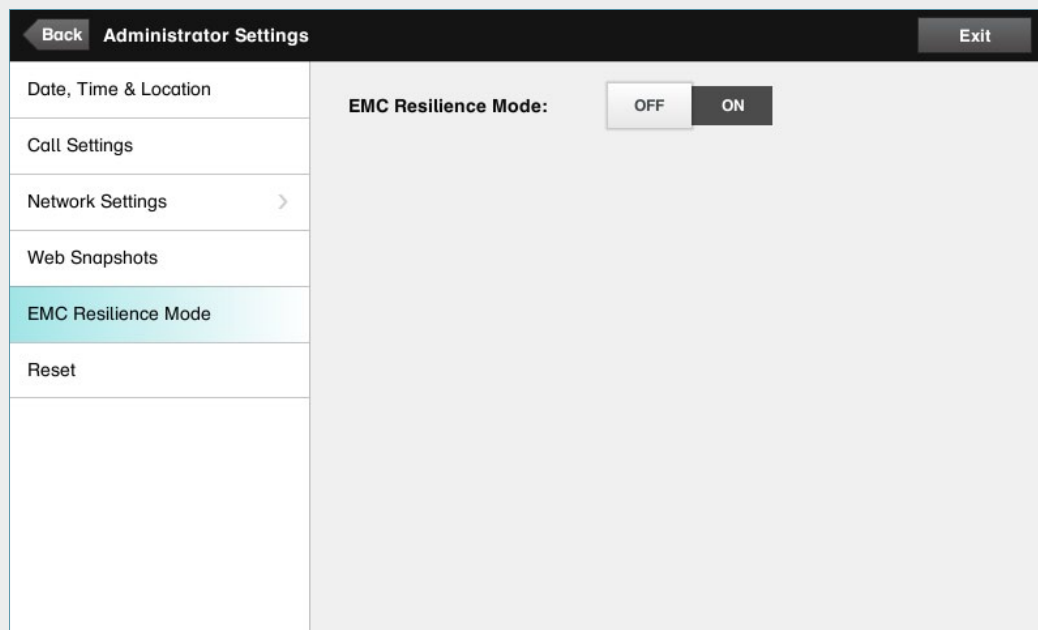 Back Administrator Settings Exit
Date, Time & Location
Call Settings
Network Settings
Web Snapshots
EMC Resilience Mode
Reset
EMC Resilience Mode: OFF ON